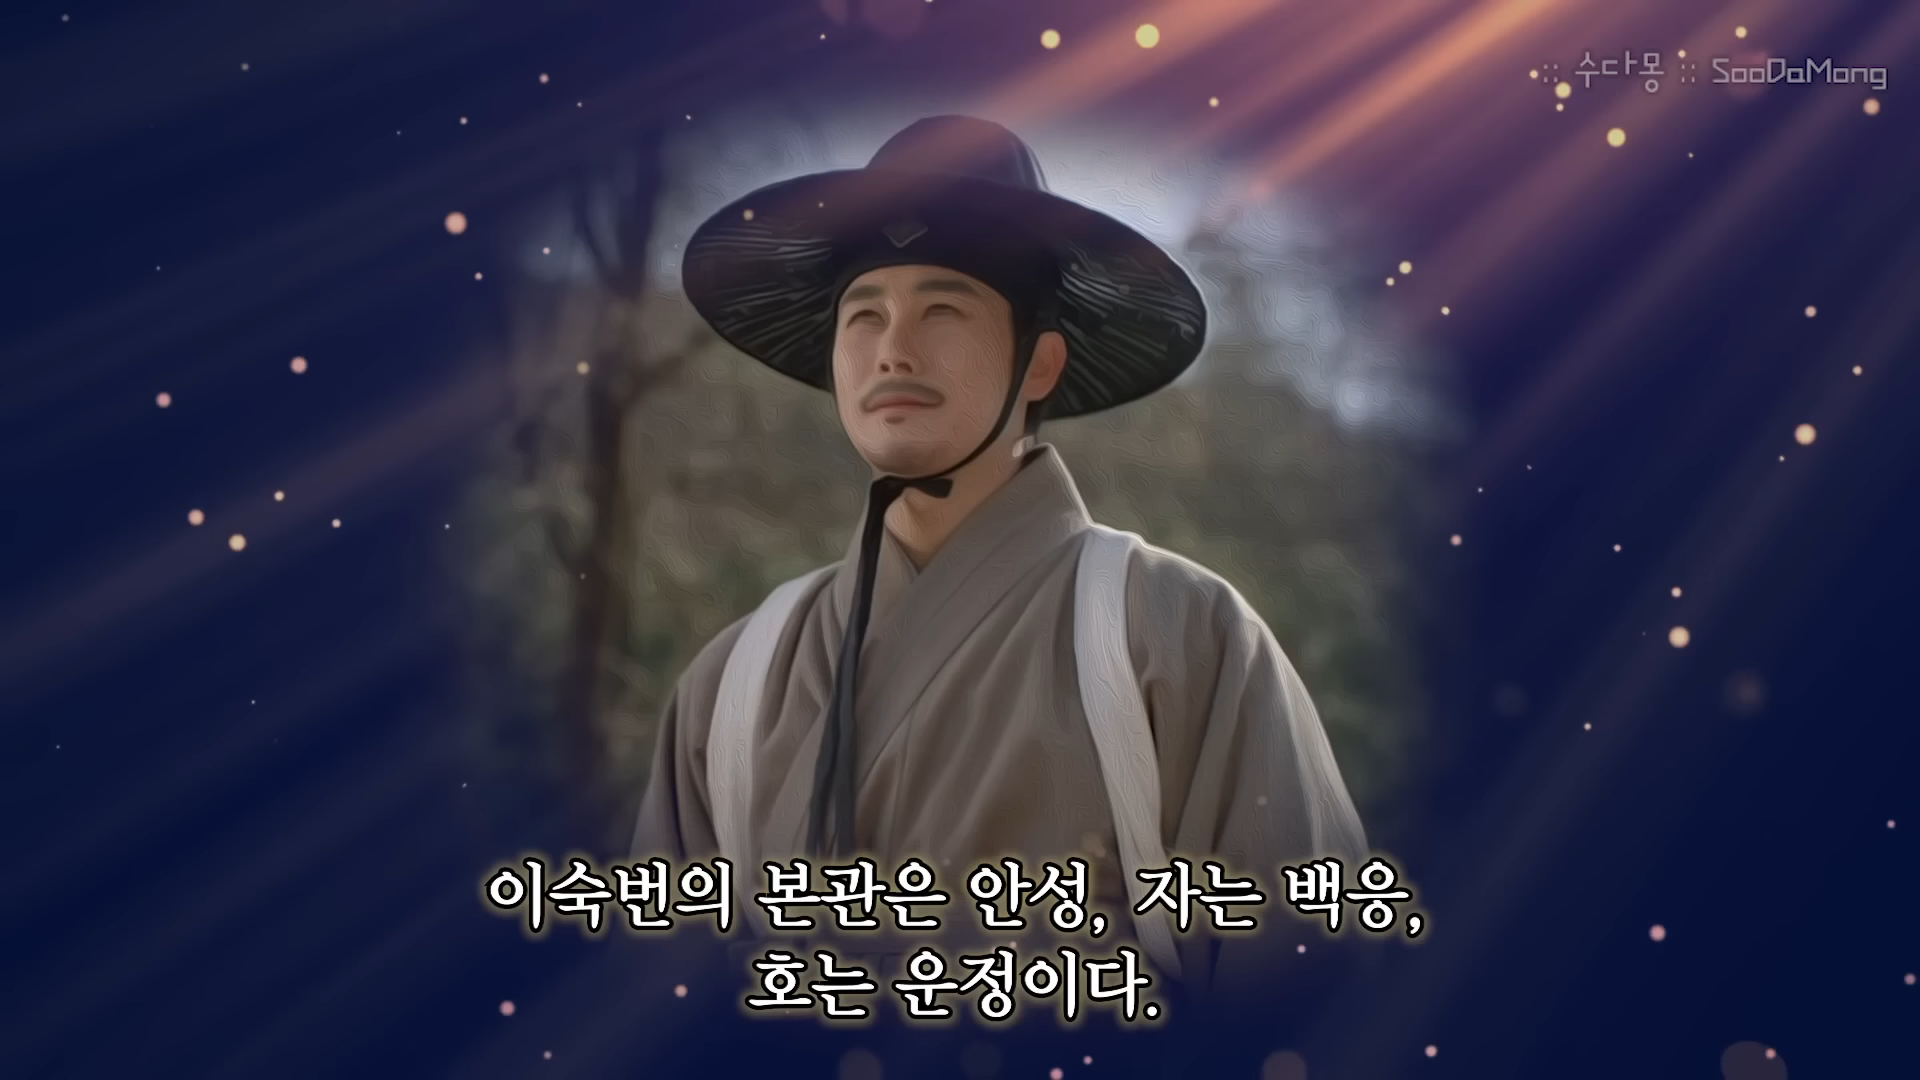 :: 수다몽 :: SooDaMong
이숙번의 본관은 안성, 자는 백응,
호는 운정이다.